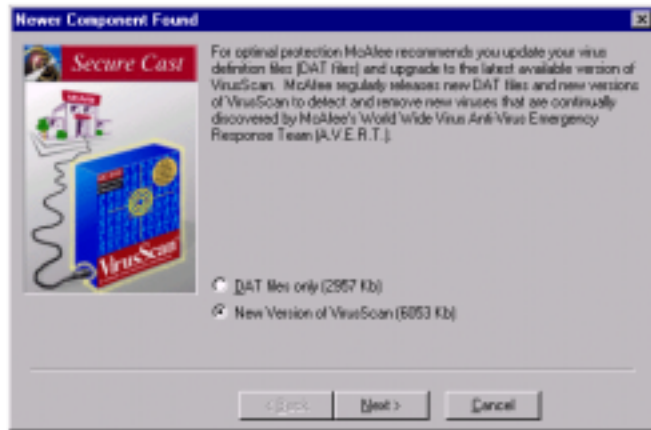 Newer Component Found
Secure Cast
For optimal protection McAfee recommends you update your virus
definition files (DAT files) and upgrade to the latest available version of
VirusScan. McAfee regularly releases new DAT files and new versions
of VirusScan to detect and remove new viruses that are continually
discovered by McAfee's World Wide Virus Anti-Virus Emergency
Response Team (A.V.E.R.T.).
VirusScan
DAT files only (2957 Kb)
New Version of VirusScan (6053 Kb)
< Back
Next >
Cancel